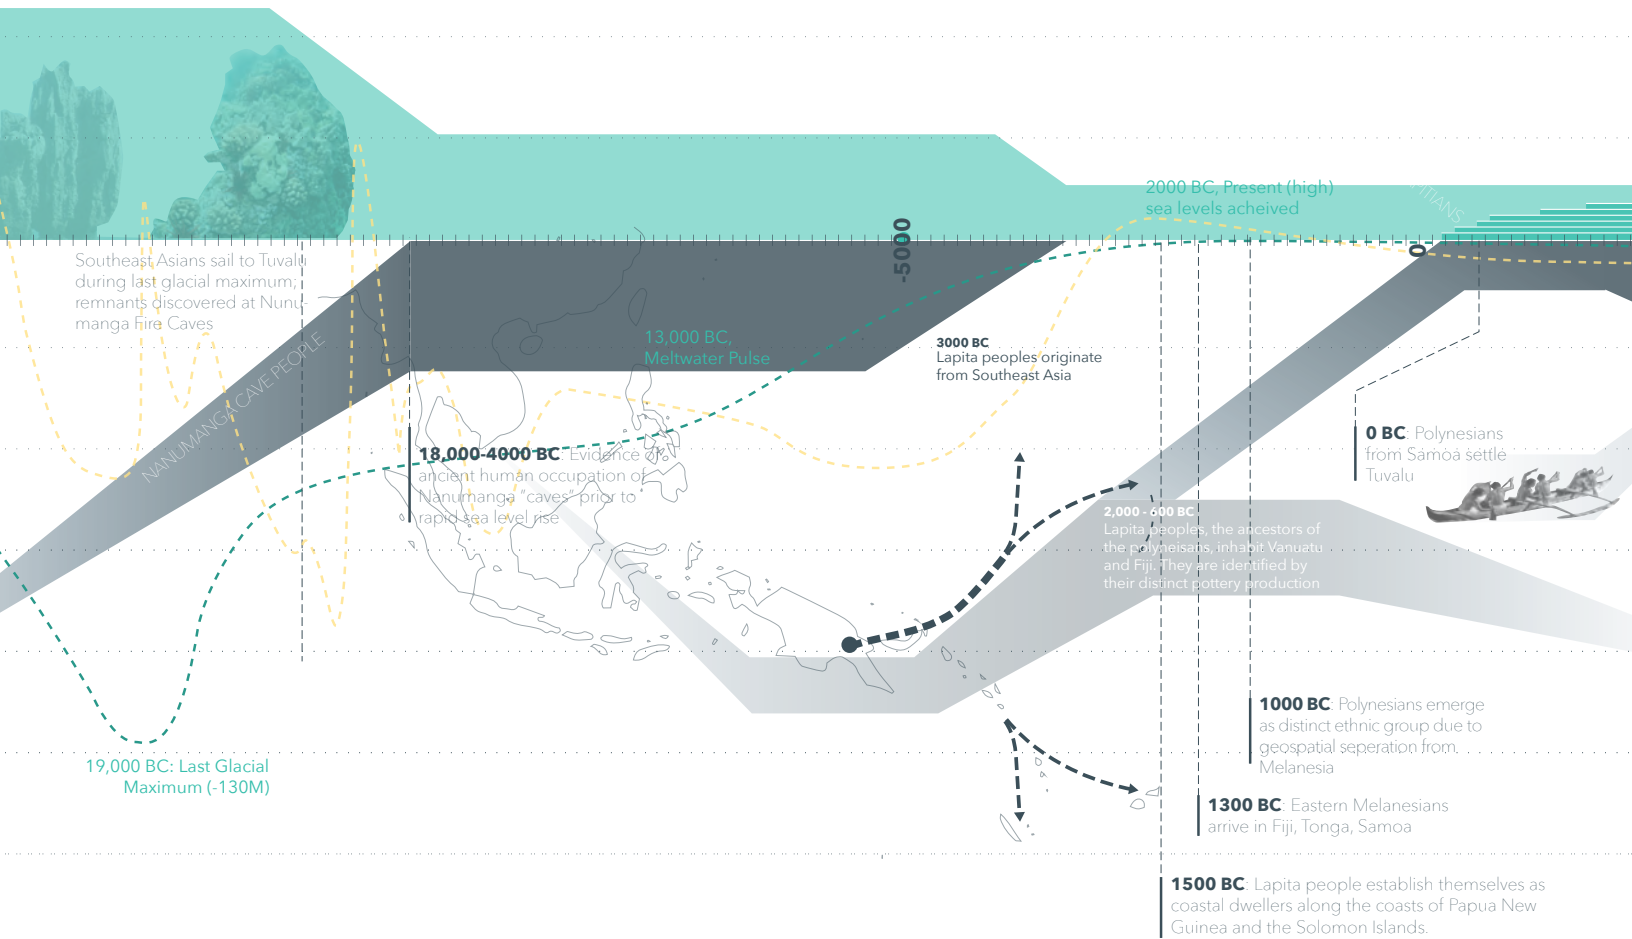 2000 BC, Present (high)
sea levels acheived
-5000
0
Southeast Asians sail to Tuvalu
during last glacial maximum;
remnants discovered at Nunu-
manga Fire Caves
NANUMANGA CAVE PEOPLE
13,000 BC,
Meltwater Pulse
3000 BC
Lapita peoples originate
from Southeast Asia
18,000-4000 BC: Evidence of
ancient human occupation of
Nanumanga "caves" prior to
rapid sea level rise
0 BC: Polynesians
from Samoa settle
Tuvalu
2,000 - 600 BC
Lapita peoples, the ancestors of
the polyneisans, inhabit Vanuatu
and Fiji. They are identified by
their distinct pottery production
19,000 BC: Last Glacial
Maximum (-130M)
1000 BC: Polynesians emerge
as distinct ethnic group due to
geospatial seperation from
Melanesia
1300 BC: Eastern Melanesians
arrive in Fiji, Tonga, Samoa
1500 BC: Lapita people establish themselves as
coastal dwellers along the coasts of Papua New
Guinea and the Solomon Islands.